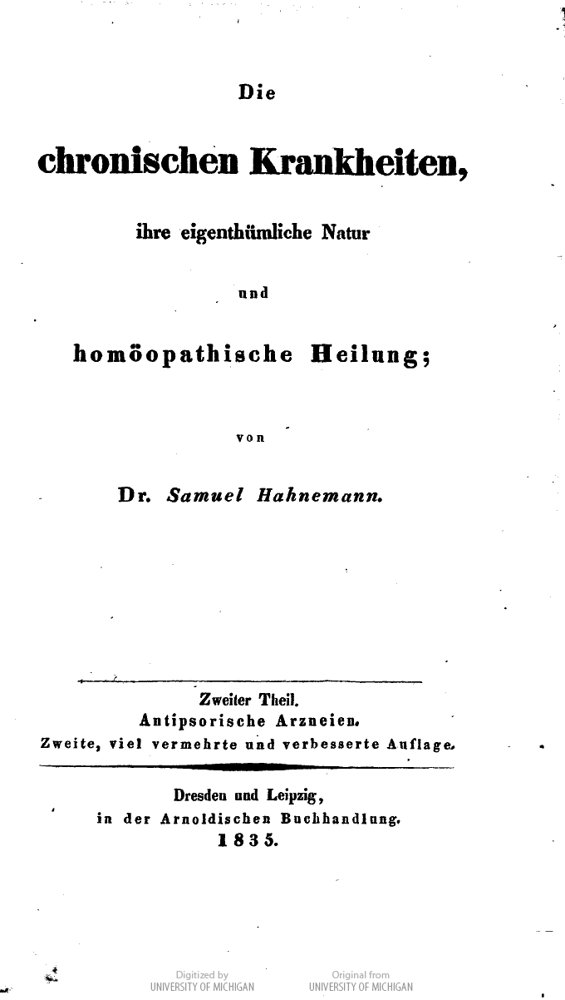 Die
chronischen Krankheiten,
ihre eigenthümliche Natur
und
homöopathische Heilung;
von
Dr. Samuel Hahnemann.
Zweiter Theil.
Antipsorische Arzneien.
Zweite, viel vermehrte und verbesserte Auflage.
Dresden und Leipzig,
in der Arnoldischen Buchhandlung.
1835.
Digitized by
UNIVERSITY OF MICHIGAN
Original from
UNIVERSITY OF MICHIGAN